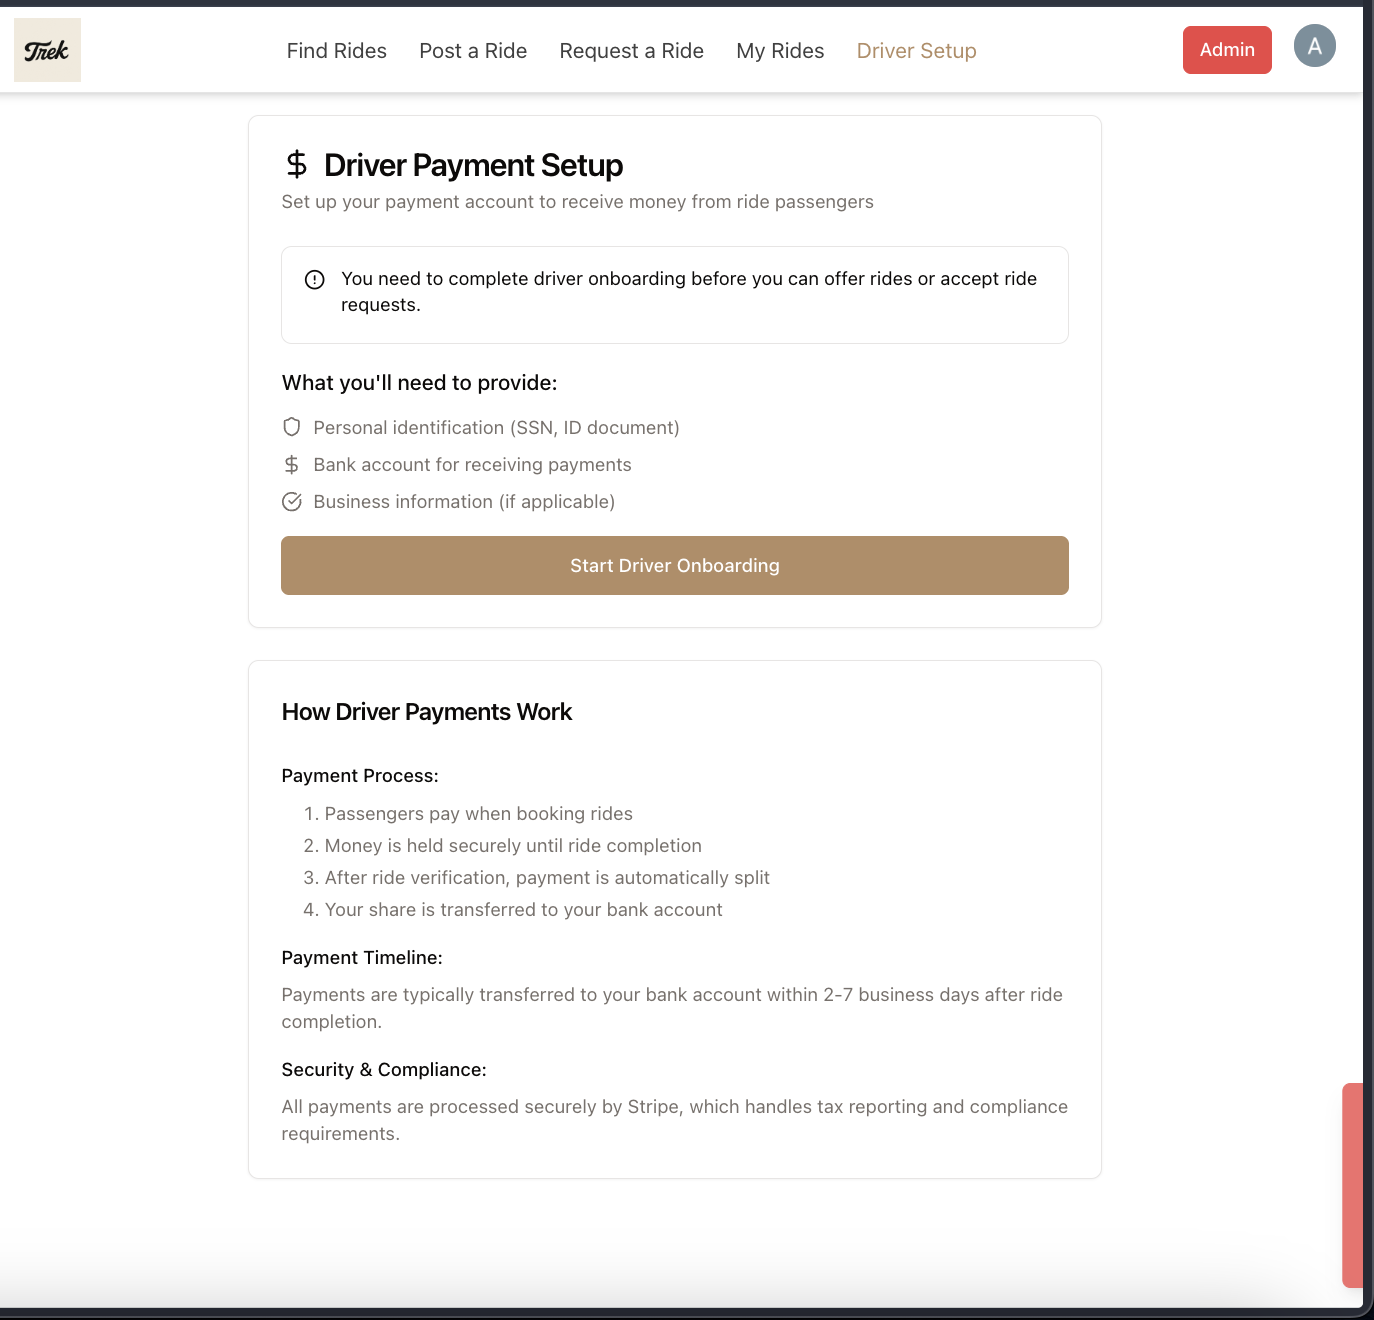 Trek
Find Rides
Post a Ride
Request a Ride
My Rides
Driver Setup
Admin
A
Driver Payment Setup
Set up your payment account to receive money from ride passengers
You need to complete driver onboarding before you can offer rides or accept ride
requests.
What you'll need to provide:
Personal identification (SSN, ID document)
Bank account for receiving payments
Business information (if applicable)
Start Driver Onboarding
How Driver Payments Work
Payment Process:
1. Passengers pay when booking rides
2. Money is held securely until ride completion
3. After ride verification, payment is automatically split
4. Your share is transferred to your bank account
Payment Timeline:
Payments are typically transferred to your bank account within 2-7 business days after ride
completion.
Security & Compliance:
All payments are processed securely by Stripe, which handles tax reporting and compliance
requirements.